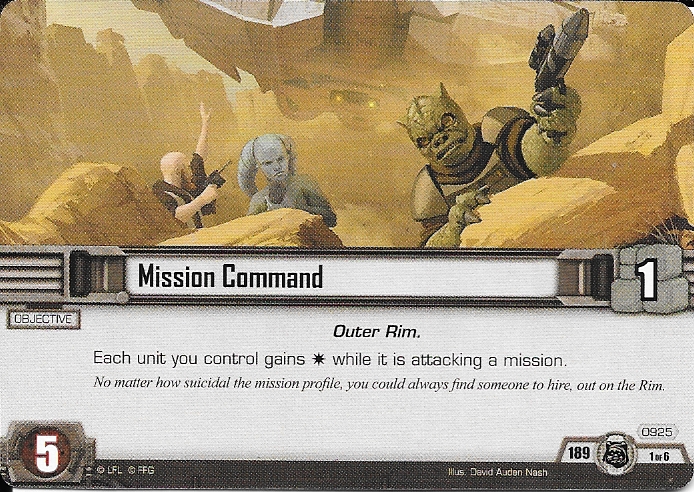 Mission Command
1
OBJECTIVE
Outer Rim.
Each unit you control gains ✷ while it is attacking a mission.
No matter how suicidal the mission profile, you could always find someone to hire, out on the Rim.
0925
5
© LFL © FFG
Illus. David Auden Nash
189
1 OF 6